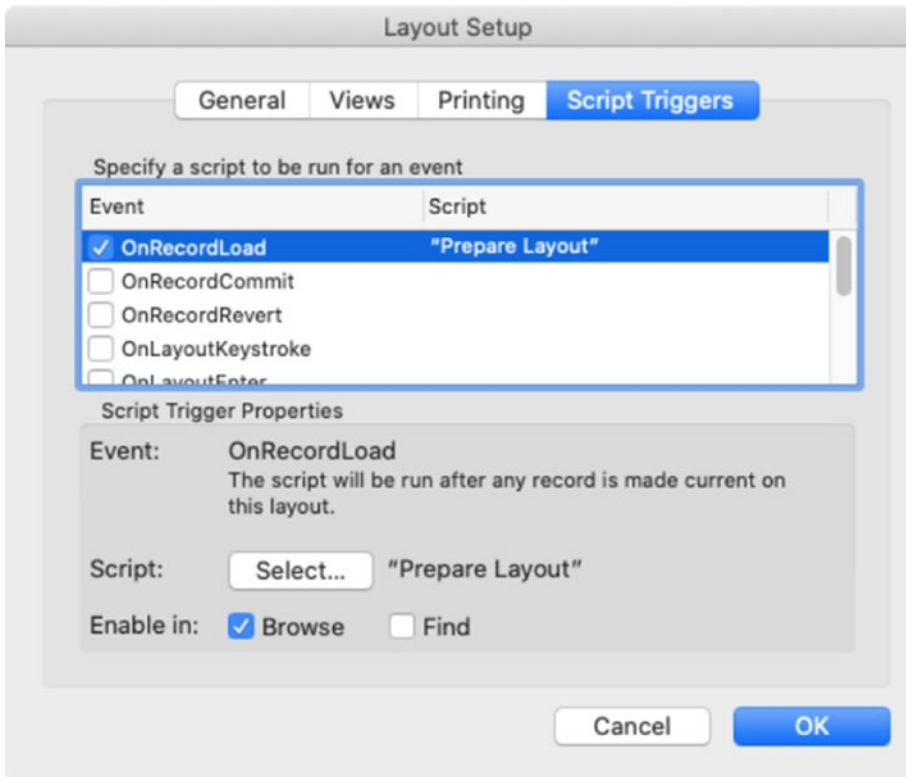 Layout Setup
General Views Printing Script Triggers
Specify a script to be run for an event
Event Script
OnRecordLoad "Prepare Layout"
OnRecordCommit
OnRecordRevert
OnLayoutKeystroke
OnLayoutEnter
Script Trigger Properties
Event: OnRecordLoad
The script will be run after any record is made current on
this layout.
Script: Select... "Prepare Layout"
Enable in: Browse Find
Cancel OK